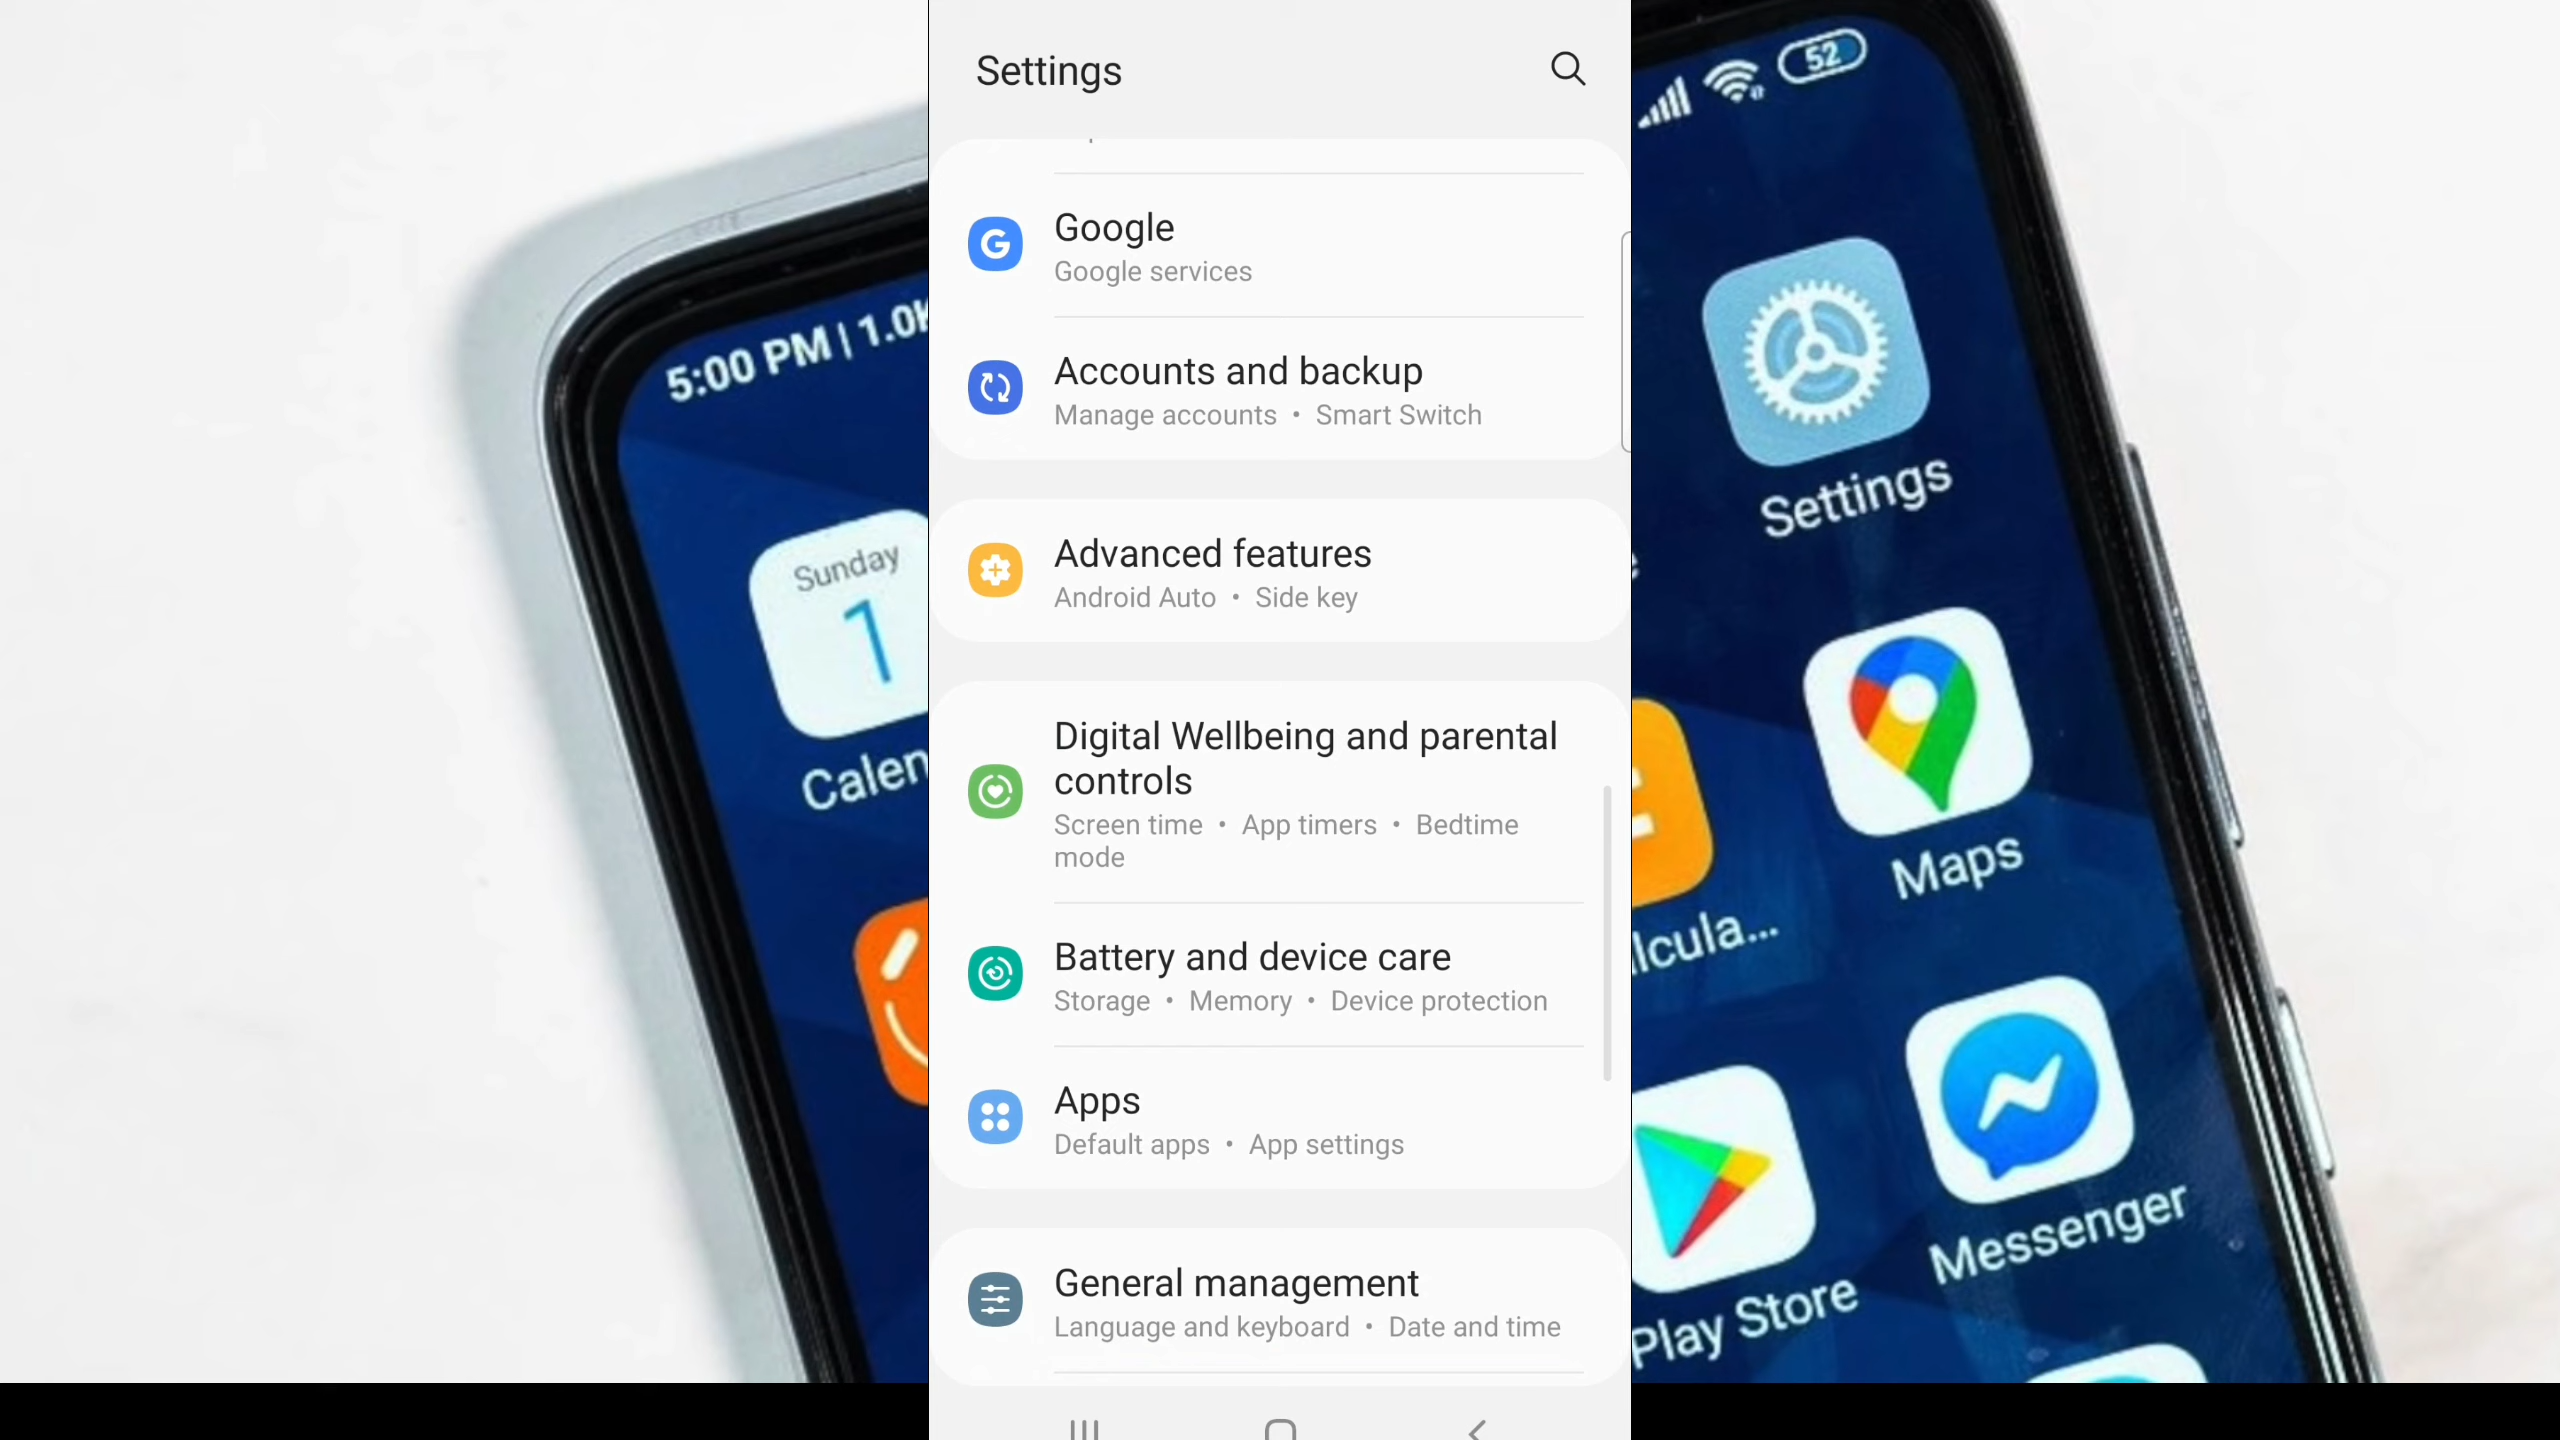 Settings
Google
Google services
Accounts and backup
Manage accounts • Smart Switch
Advanced features
Android Auto • Side key
Digital Wellbeing and parental
controls
Screen time • App timers • Bedtime
mode
Battery and device care
Storage • Memory • Device protection
Apps
Default apps • App settings
General management
Language and keyboard • Date and time
5:00 PM | 1.0K
Sunday
1
Calen
52
Settings
Maps
lcula...
Play Store
Messenger